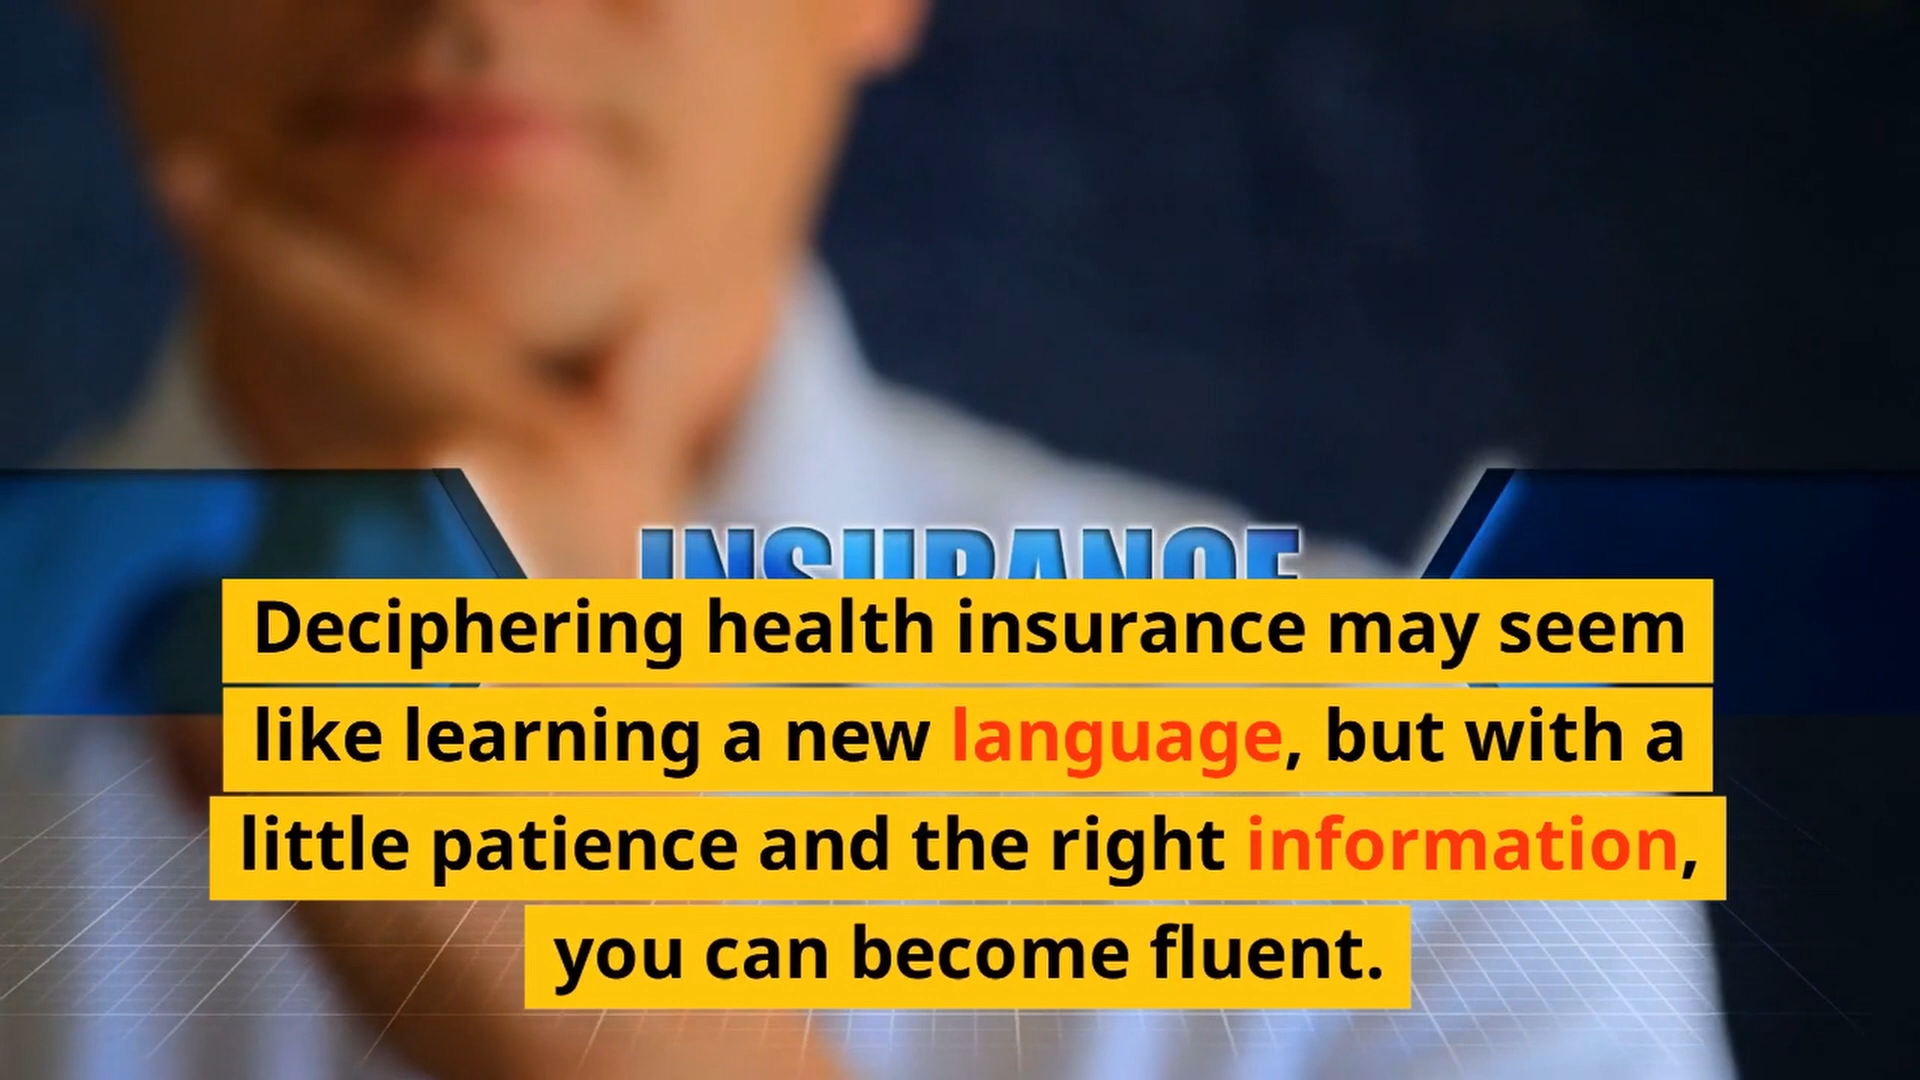 INSURANCE
Deciphering health insurance may seem
like learning a new language, but with a
little patience and the right information,
you can become fluent.